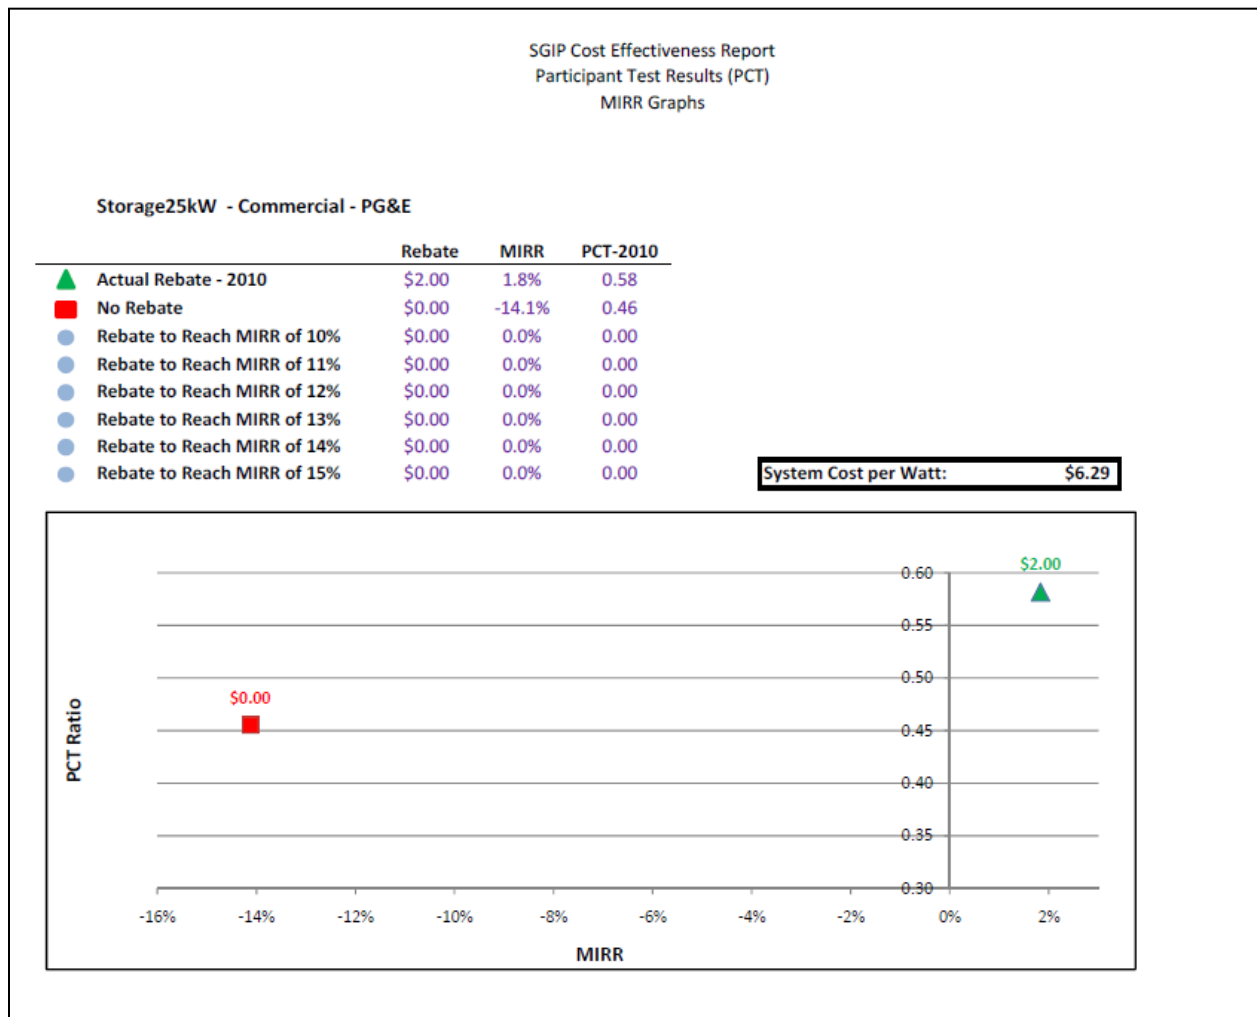 SGIP Cost Effectiveness Report
Participant Test Results (PCT)
MIRR Graphs
Storage25kW - Commercial - PG&E
Rebate MIRR PCT-2010
Actual Rebate - 2010 $2.00 1.8% 0.58
No Rebate $0.00 -14.1% 0.46
Rebate to Reach MIRR of 10% $0.00 0.0% 0.00
Rebate to Reach MIRR of 11% $0.00 0.0% 0.00
Rebate to Reach MIRR of 12% $0.00 0.0% 0.00
Rebate to Reach MIRR of 13% $0.00 0.0% 0.00
Rebate to Reach MIRR of 14% $0.00 0.0% 0.00
Rebate to Reach MIRR of 15% $0.00 0.0% 0.00
System Cost per Watt: $6.29
$2.00
0.60
0.55
0.50
$0.00
0.45
0.40
0.35
0.30
PCT Ratio
-16% -14% -12% -10% -8% -6% -4% -2% 0% 2%
MIRR